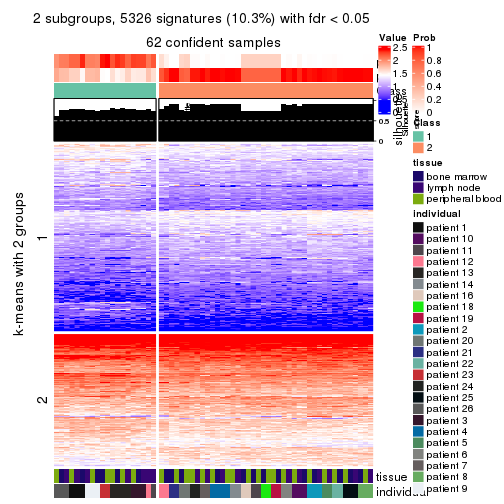 2 subgroups, 5326 signatures (10.3%) with fdr < 0.05
62 confident samples
k-means with 2 groups
1
2
0.5
0
tissue
individual
Value
2.5
2
1.5
1
0.5
0
Prob
1
0.8
0.6
0.4
0.2
0
Class
1
2
tissue
bone marrow
lymph node
peripheral blood
individual
patient 1
patient 10
patient 11
patient 12
patient 13
patient 14
patient 16
patient 18
patient 19
patient 2
patient 20
patient 21
patient 22
patient 23
patient 24
patient 25
patient 26
patient 3
patient 4
patient 5
patient 6
patient 7
patient 8
patient 9